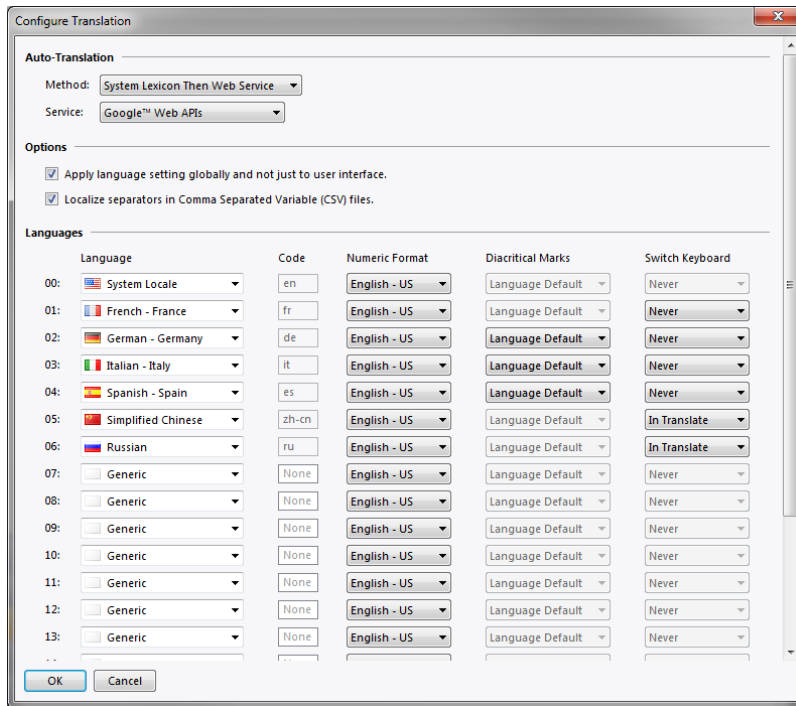 Configure Translation
Auto-Translation
Method: System Lexicon Then Web Service
Service: Google™ Web APIs
Options
Apply language setting globally and not just to user interface.
Localize separators in Comma Separated Variable (CSV) files.
Languages
Language Code Numeric Format Diacritical Marks Switch Keyboard
00: System Locale en English - US Language Default Never
01: French - France fr English - US Language Default Never
02: German - Germany de English - US Language Default Never
03: Italian - Italy it English - US Language Default Never
04: Spanish - Spain es English - US Language Default Never
05: Simplified Chinese zh-cn English - US Language Default In Translate
06: Russian ru English - US Language Default In Translate
07: Generic None English - US Language Default Never
08: Generic None English - US Language Default Never
09: Generic None English - US Language Default Never
10: Generic None English - US Language Default Never
11: Generic None English - US Language Default Never
12: Generic None English - US Language Default Never
13: Generic None English - US Language Default Never
OK Cancel